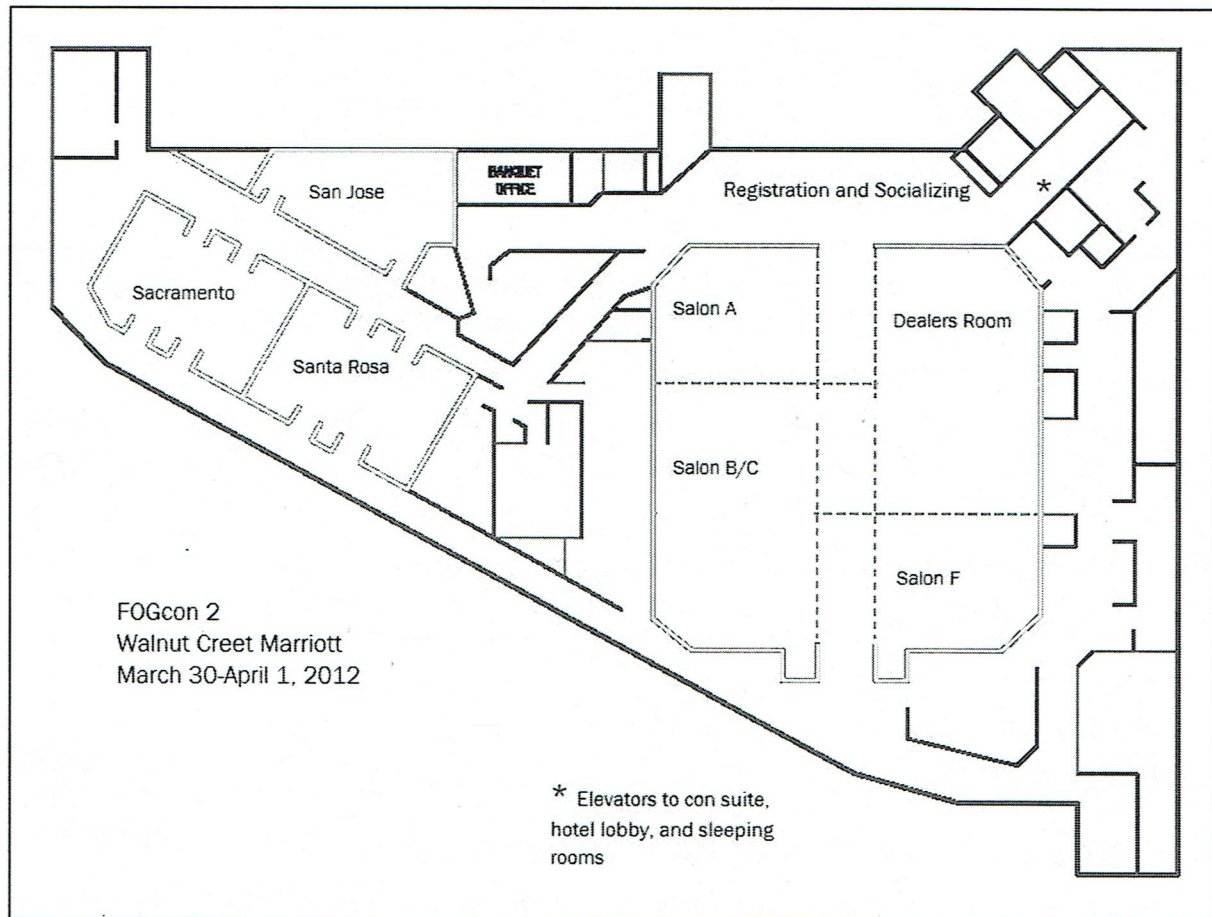 San Jose
BANQUET
OFFICE
Registration and Socializing
*
Sacramento
Salon A
Dealers Room
Santa Rosa
Salon B/C
Salon F
FOGcon 2
Walnut Creet Marriott
March 30-April 1, 2012
* Elevators to con suite,
hotel lobby, and sleeping
rooms